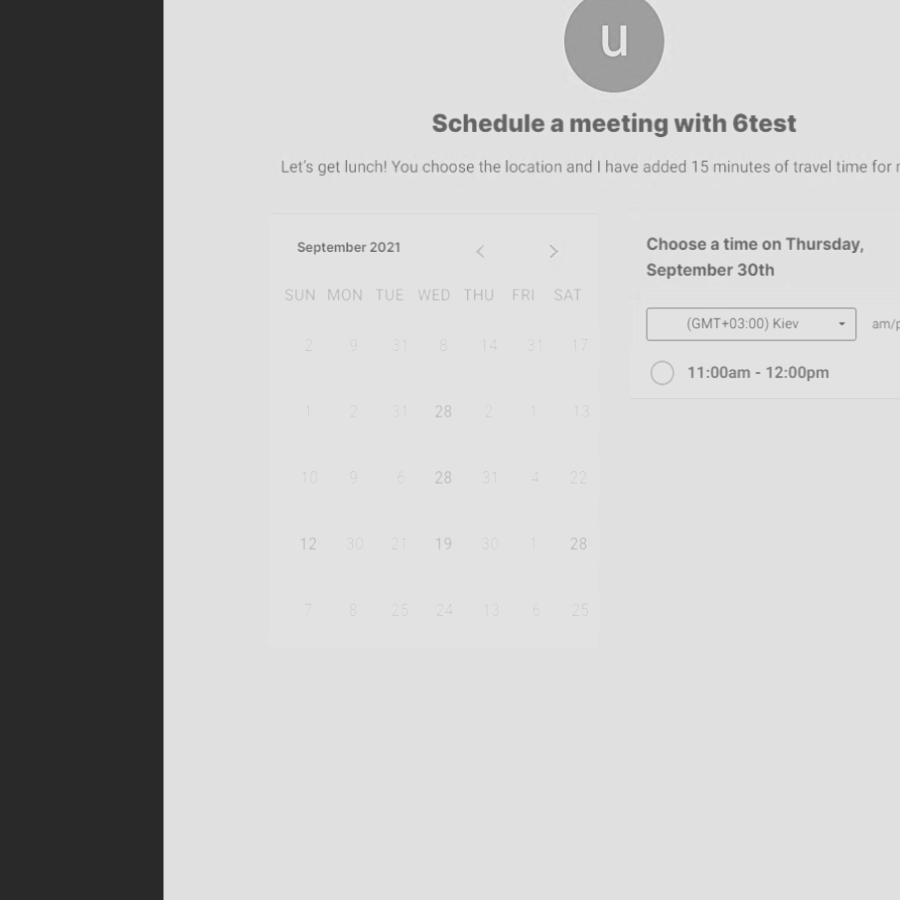 u
Schedule a meeting with 6test
Let's get lunch! You choose the location and I have added 15 minutes of travel time for
September 2021
SUN MON TUE WED THU FRI SAT
2 9 31 8 14 31 17
1 2 31 28 2 1 13
10 9 6 28 31 4 22
12 30 21 19 30 1 28
7 8 25 24 13 6 25
Choose a time on Thursday,
September 30th
(GMT+03:00) Kiev am/p
11:00am - 12:00pm